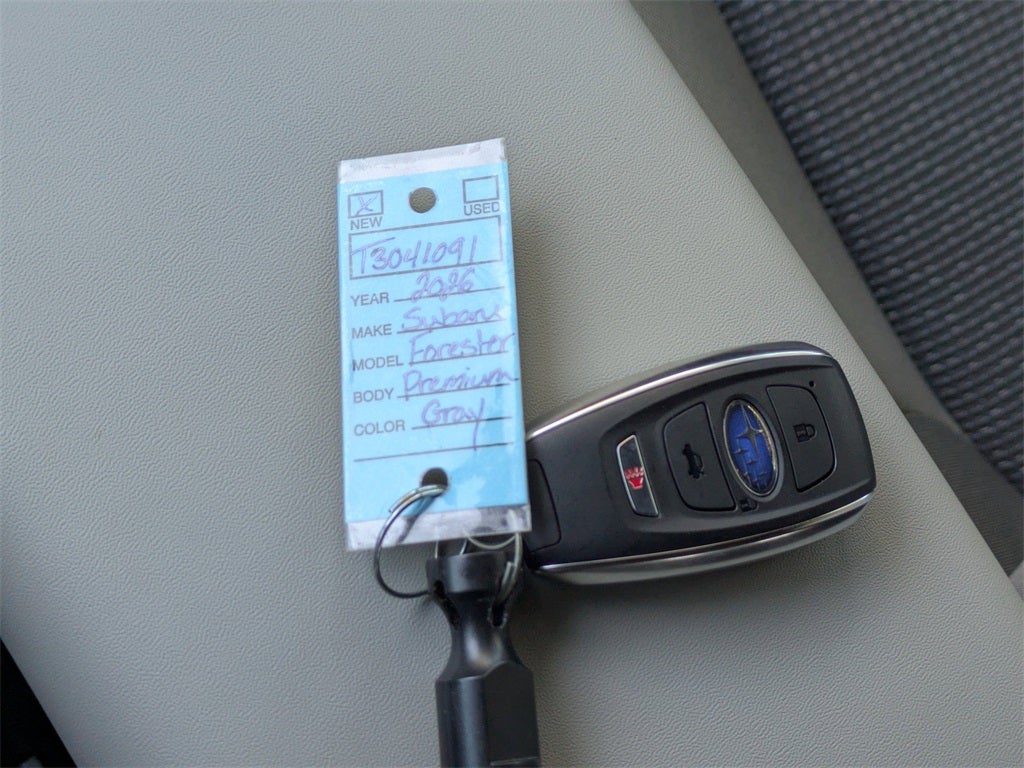 X
NEW USED
T3041091
YEAR 2026
MAKE Subaru
MODEL Forester
BODY Premium
COLOR Gray